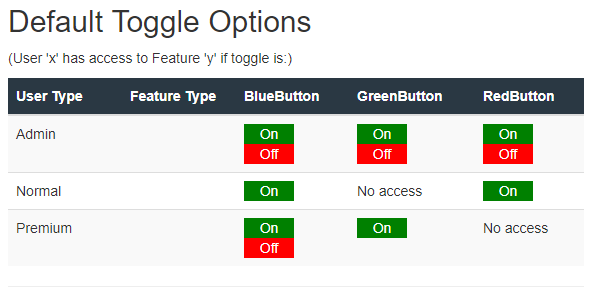 Default Toggle Options
(User 'x' has access to Feature 'y' if toggle is:)
User Type Feature Type BlueButton GreenButton RedButton
Admin On On On
Off Off Off
Normal On No access On
Premium On On No access
Off